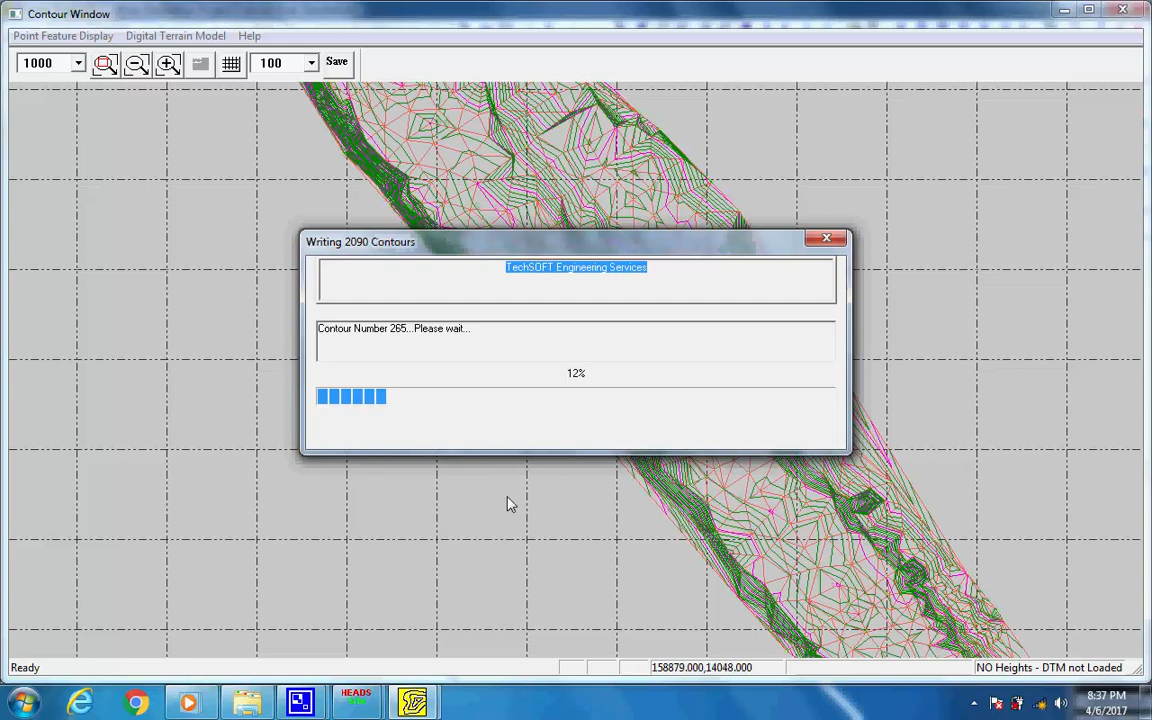 Contour Window
Point Feature Display Digital Terrain Model Help
1000 100 Save
Writing 2090 Contours
TechSOFT Engineering Services
Contour Number 265...Please wait...
12%
Ready 158879.000,14048.000 NO Heights - DTM not Loaded
HEADS
8:37 PM
4/6/2017